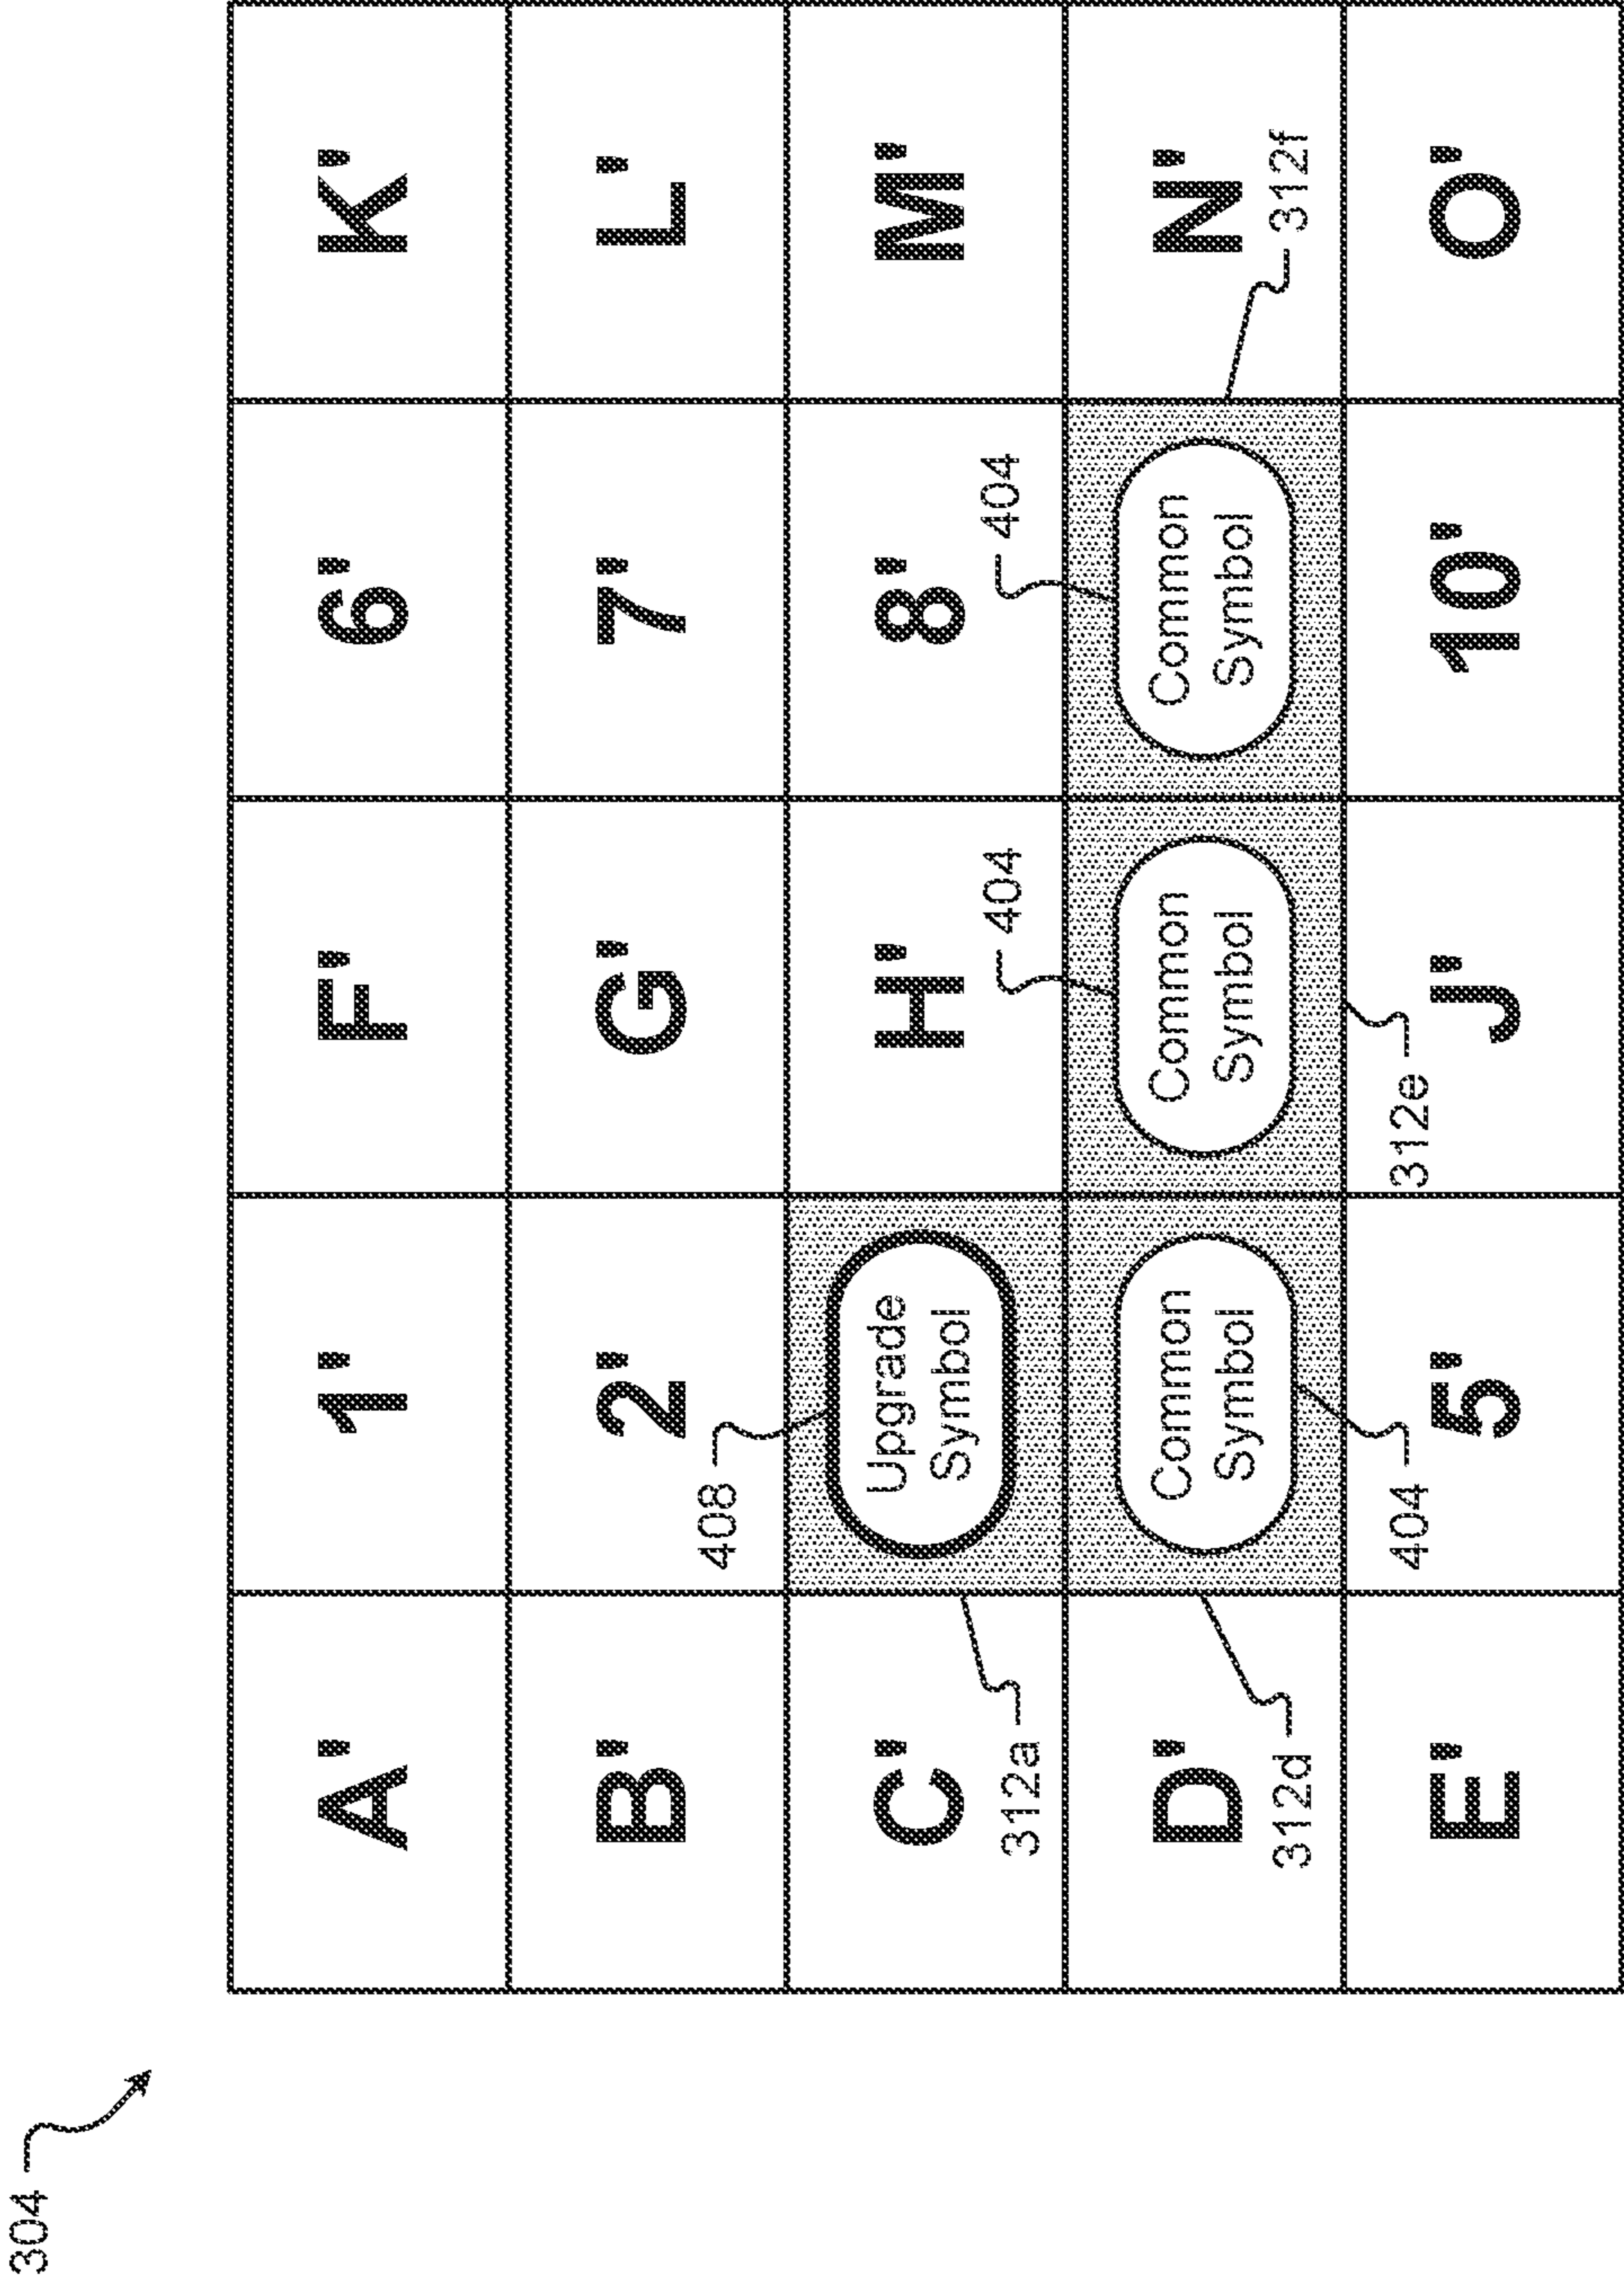 304
A' 1' F' 6' K'
B' 2' G' 7' L'
408
C' Upgrade Symbol H' 8' M'
312a 404 404
D' Common Symbol Common Symbol Common Symbol N'
312d 312f
404 312e
E' 5' J' 10' O'